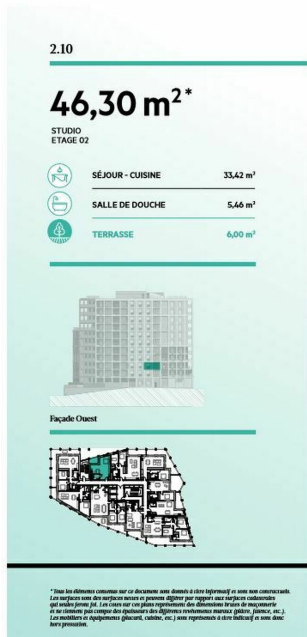 2.10
46,30 m²*
STUDIO
ETAGE 02
SÉJOUR - CUISINE 33,42 m²
SALLE DE DOUCHE 5,46 m²
TERRASSE 6,00 m²
Façade Ouest
* Tous les éléments contenus sur ce document sont donnés à titre informatif et sont non contractuels.
Les surfaces sont des surfaces nettes et peuvent différer par rapport aux surfaces cadastrales
qui seules feront foi. Les cotes sur ces plans représentent des dimensions brutes de maçonnerie
et ne tiennent pas compte des épaisseurs des différents revêtements muraux (plâtre, faïence, etc.).
Les mobiliers et équipements (placard, cuisine, etc.) sont représentés à titre indicatif et sont donc
hors prestation.